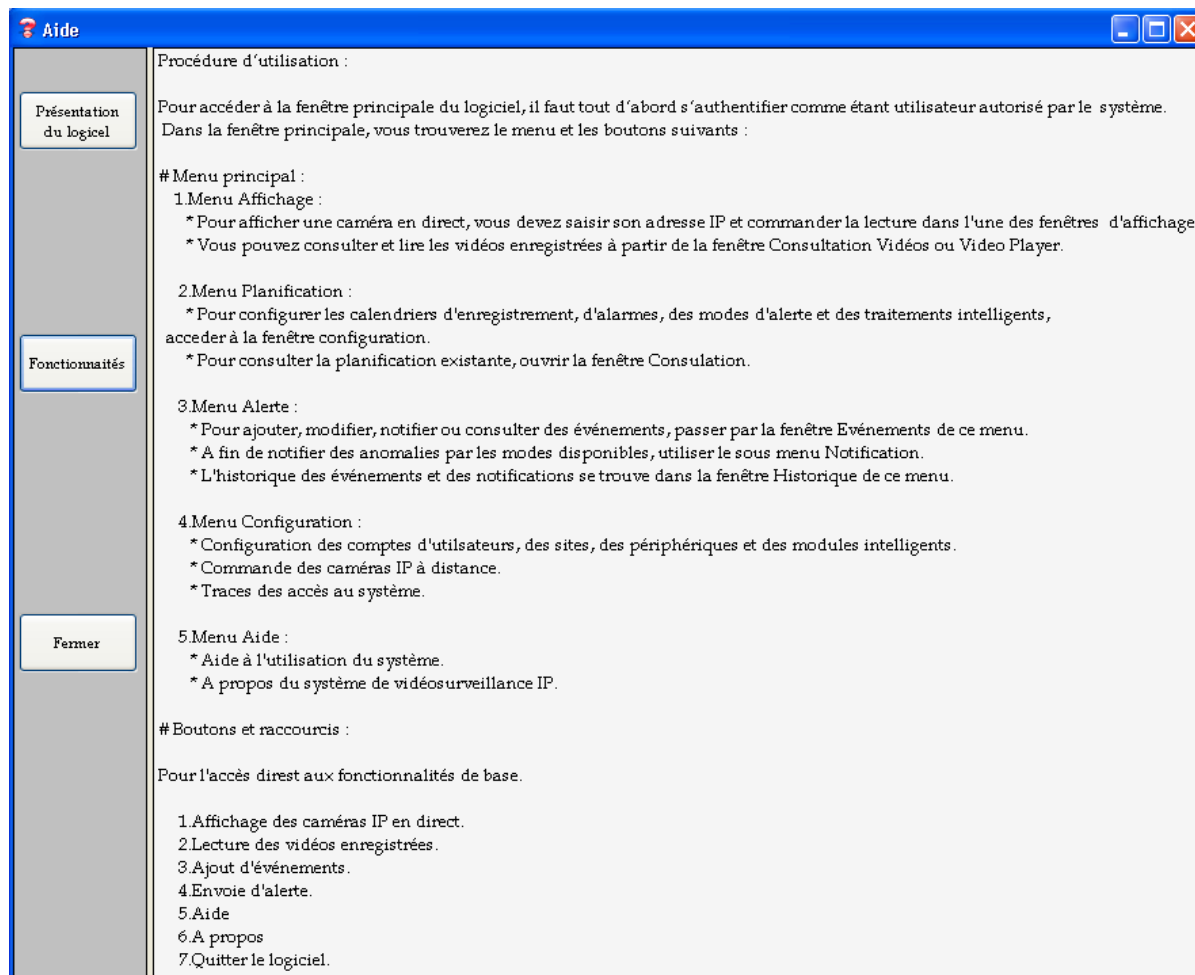 Aide
Procédure d'utilisation :
Présentation
du logicel
Pour accéder à la fenêtre principale du logiciel, il faut tout d'abord s'authentifier comme étant utilisateur autorisé par le système.
Dans la fenêtre principale, vous trouverez le menu et les boutons suivants :
# Menu principal :
1.Menu Affichage :
* Pour afficher une caméra en direct, vous devez saisir son adresse IP et commander la lecture dans l'une des fenêtres d'affichage
* Vous pouvez consulter et lire les vidéos enregistrées à partir de la fenêtre Consultation Vidéos ou Video Player.
2.Menu Planification :
* Pour configurer les calendriers d'enregistrement, d'alarmes, des modes d'alerte et des traitements intelligents,
acceder à la fenêtre configuration.
* Pour consulter la planification existante, ouvrir la fenêtre Consulation.
Fonctionnaités
3.Menu Alerte :
* Pour ajouter, modifier, notifier ou consulter des événements, passer par la fenêtre Evénements de ce menu.
* A fin de notifier des anomalies par les modes disponibles, utiliser le sous menu Notification.
* L'historique des événements et des notifications se trouve dans la fenêtre Historique de ce menu.
4.Menu Configuration :
* Configuration des comptes d'utilsateurs, des sites, des périphériques et des modules intelligents.
* Commande des caméras IP à distance.
* Traces des accès au système.
Fermer
5.Menu Aide :
* Aide à l'utilisation du système.
* A propos du système de vidéosurveillance IP.
# Boutons et raccourcis :
Pour l'accès direst aux fonctionnalités de base.
1.Affichage des caméras IP en direct.
2.Lecture des vidéos enregistrées.
3.Ajout d'événements.
4.Envoie d'alerte.
5.Aide
6.A propos
7.Quitter le logiciel.